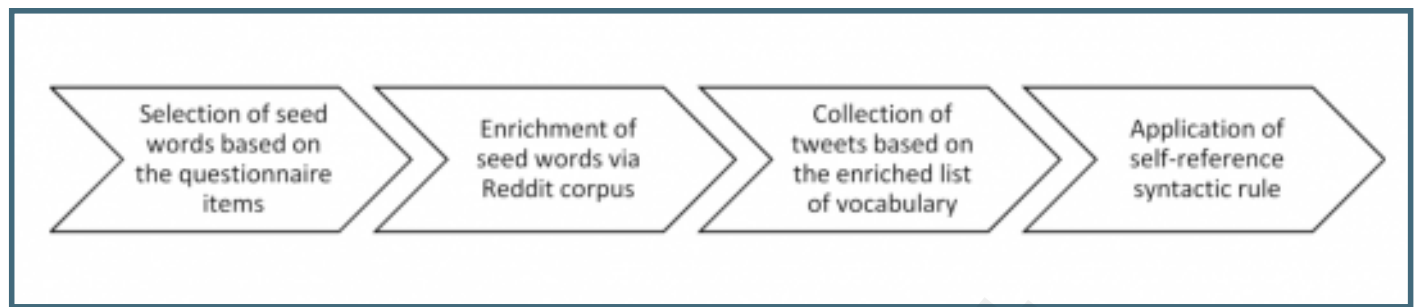 Selection of seed
words based on
the questionnaire
items
Enrichment of
seed words via
Reddit corpus
Collection of
tweets based on
the enriched list
of vocabulary
Application of
self-reference
syntactic rule